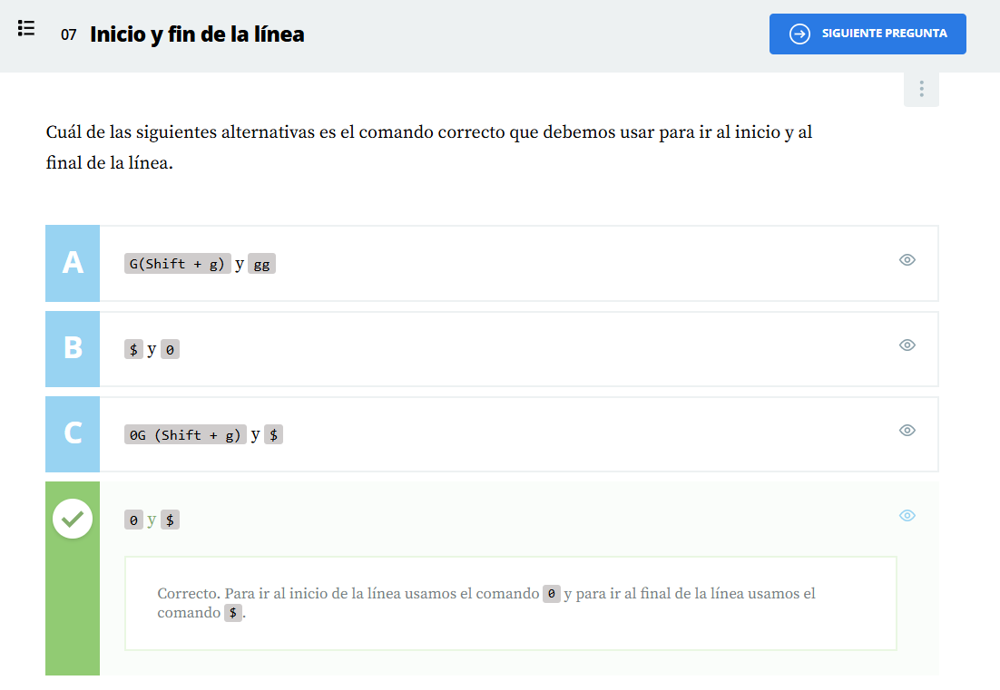 07 Inicio y fin de la línea
SIGUIENTE PREGUNTA
Cuál de las siguientes alternativas es el comando correcto que debemos usar para ir al inicio y al
final de la línea.
A
G(Shift + g) y gg
B
$ y 0
C
0G (Shift + g) y $
0 y $
Correcto. Para ir al inicio de la línea usamos el comando 0 y para ir al final de la línea usamos el
comando $.